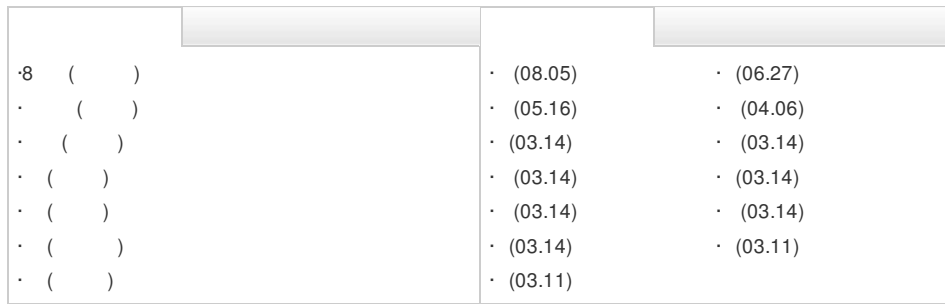 ·8 ( )
· ( )
· ( )
· ( )
· ( )
· ( )
· ( )
· (08.05)
· (06.27)
· (05.16)
· (04.06)
· (03.14)
· (03.14)
· (03.14)
· (03.14)
· (03.14)
· (03.14)
· (03.14)
· (03.11)
· (03.11)